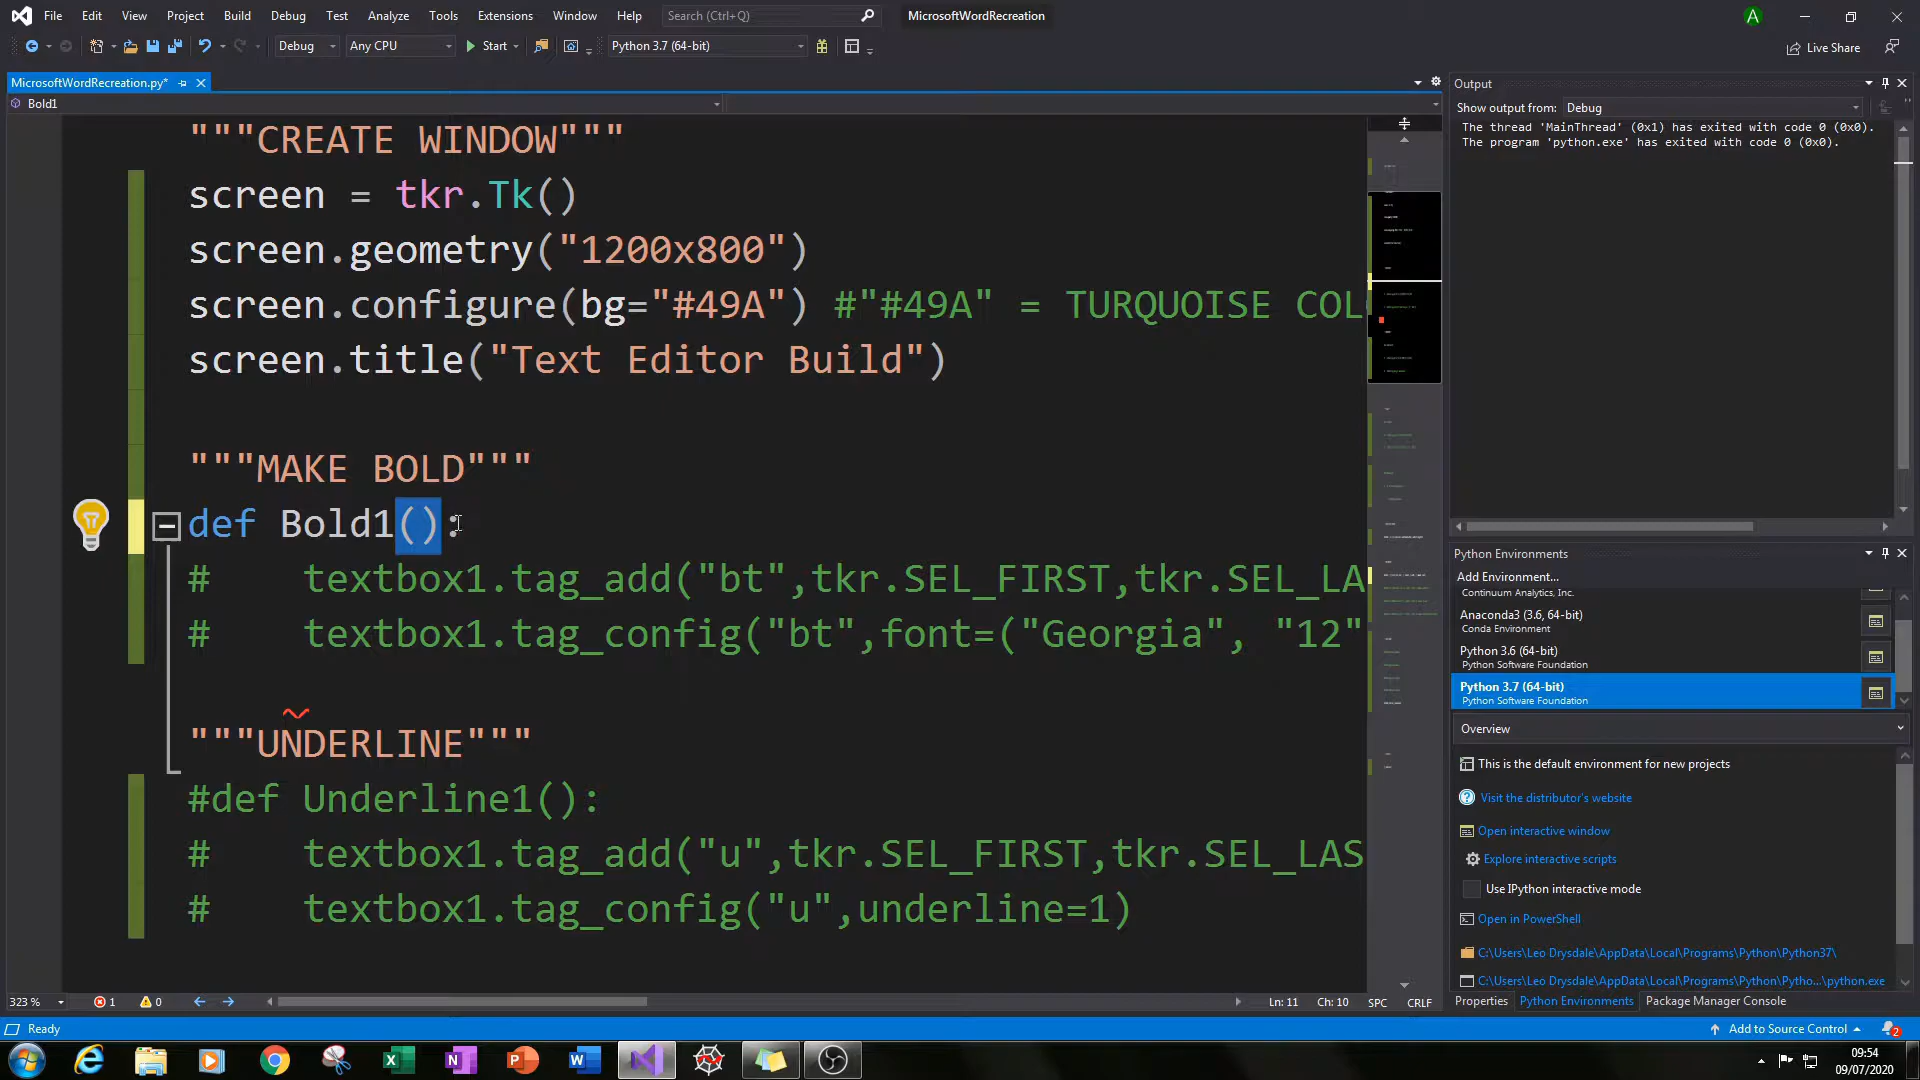 File Edit View Project Build Debug Test Analyze Tools Extensions Window Help Search (Ctrl+Q) MicrosoftWordRecreation A
Debug Any CPU Start Python 3.7 (64-bit) Live Share
MicrosoftWordRecreation.py*
Bold1
"""CREATE WINDOW"""
screen = tkr.Tk()
screen.geometry("1200x800")
screen.configure(bg="#49A") #"#49A" = TURQUOISE COL
screen.title("Text Editor Build")
"""MAKE BOLD"""
def Bold1():
#    textbox1.tag_add("bt",tkr.SEL_FIRST,tkr.SEL_LA
#    textbox1.tag_config("bt",font=("Georgia", "12"
"""UNDERLINE"""
#def Underline1():
#    textbox1.tag_add("u",tkr.SEL_FIRST,tkr.SEL_LAS
#    textbox1.tag_config("u",underline=1)
323 % 1 0 Ln: 11 Ch: 10 SPC CRLF
Output
Show output from: Debug
The thread 'MainThread' (0x1) has exited with code 0 (0x0).
The program 'python.exe' has exited with code 0 (0x0).
Python Environments
Add Environment...
Continuum Analytics, Inc.
Anaconda3 (3.6, 64-bit)
Conda Environment
Python 3.6 (64-bit)
Python Software Foundation
Python 3.7 (64-bit)
Python Software Foundation
Overview
This is the default environment for new projects
Visit the distributor's website
Open interactive window
Explore interactive scripts
Use IPython interactive mode
Open in PowerShell
C:\Users\Leo Drysdale\AppData\Local\Programs\Python\Python37\
C:\Users\Leo Drysdale\AppData\Local\Programs\Python\Pytho...\python.exe
Properties Python Environments Package Manager Console
Ready Add to Source Control 2
09:54
09/07/2020